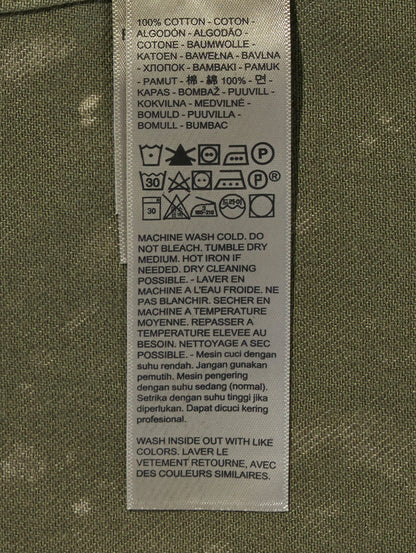 100% COTTON - COTON -
ALGODÓN - ALGODÃO -
COTONE - BAUMWOLLE -
KATOEN - BAWEŁNA - BAVLNA
- ХЛОПОК - BAMBAKI - PAMUK
- PAMUT - 棉 - 綿 100% - 면 -
KAPAS - BOMBAŽ - PUUVILL -
KOKVILNA - MEDVILNĖ -
BOMULD - PUUVILLA -
BOMULL - BUMBAC
P
30 P ®
30 드라이
MACHINE WASH COLD. DO
NOT BLEACH. TUMBLE DRY
MEDIUM. HOT IRON IF
NEEDED. DRY CLEANING
POSSIBLE. - LAVER EN
MACHINE A L'EAU FROIDE. NE
PAS BLANCHIR. SECHER EN
MACHINE A TEMPERATURE
MOYENNE. REPASSER A
TEMPERATURE ELEVEE AU
BESOIN. NETTOYAGE A SEC
POSSIBLE. - Mesin cuci dengan
suhu rendah. Jangan gunakan
pemutih. Mesin pengering
dengan suhu sedang (normal).
Setrika dengan suhu tinggi jika
diperlukan. Dapat dicuci kering
profesional.
WASH INSIDE OUT WITH LIKE
COLORS. LAVER LE
VETEMENT RETOURNE, AVEC
DES COULEURS SIMILAIRES.